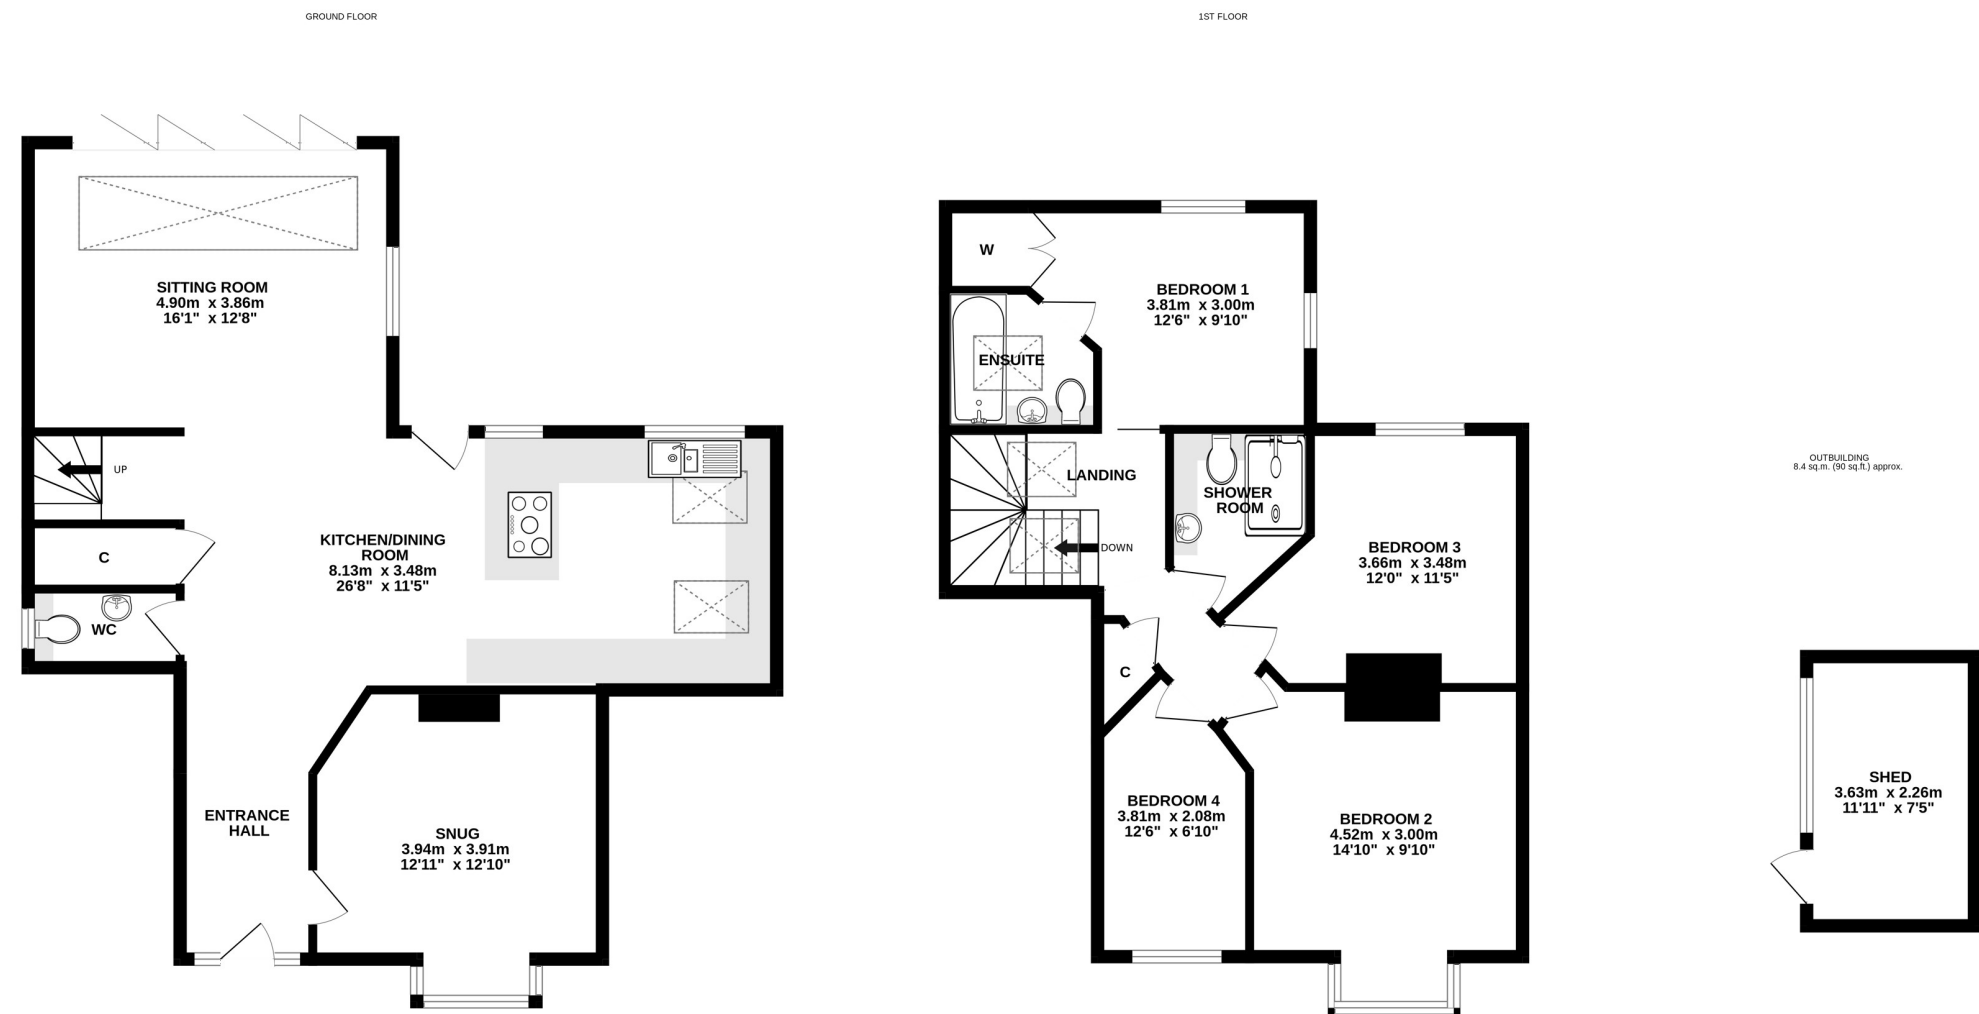 GROUND FLOOR
SITTING ROOM
4.90m x 3.86m
16'1" x 12'8"
UP
C
WC
KITCHEN/DINING
ROOM
8.13m x 3.48m
26'8" x 11'5"
ENTRANCE
HALL
SNUG
3.94m x 3.91m
12'11" x 12'10"
1ST FLOOR
W
BEDROOM 1
3.81m x 3.00m
12'6" x 9'10"
ENSUITE
LANDING
DOWN
SHOWER
ROOM
BEDROOM 3
3.66m x 3.48m
12'0" x 11'5"
C
BEDROOM 4
3.81m x 2.08m
12'6" x 6'10"
BEDROOM 2
4.52m x 3.00m
14'10" x 9'10"
OUTBUILDING
8.4 sq.m. (90 sq.ft.) approx.
SHED
3.63m x 2.26m
11'11" x 7'5"